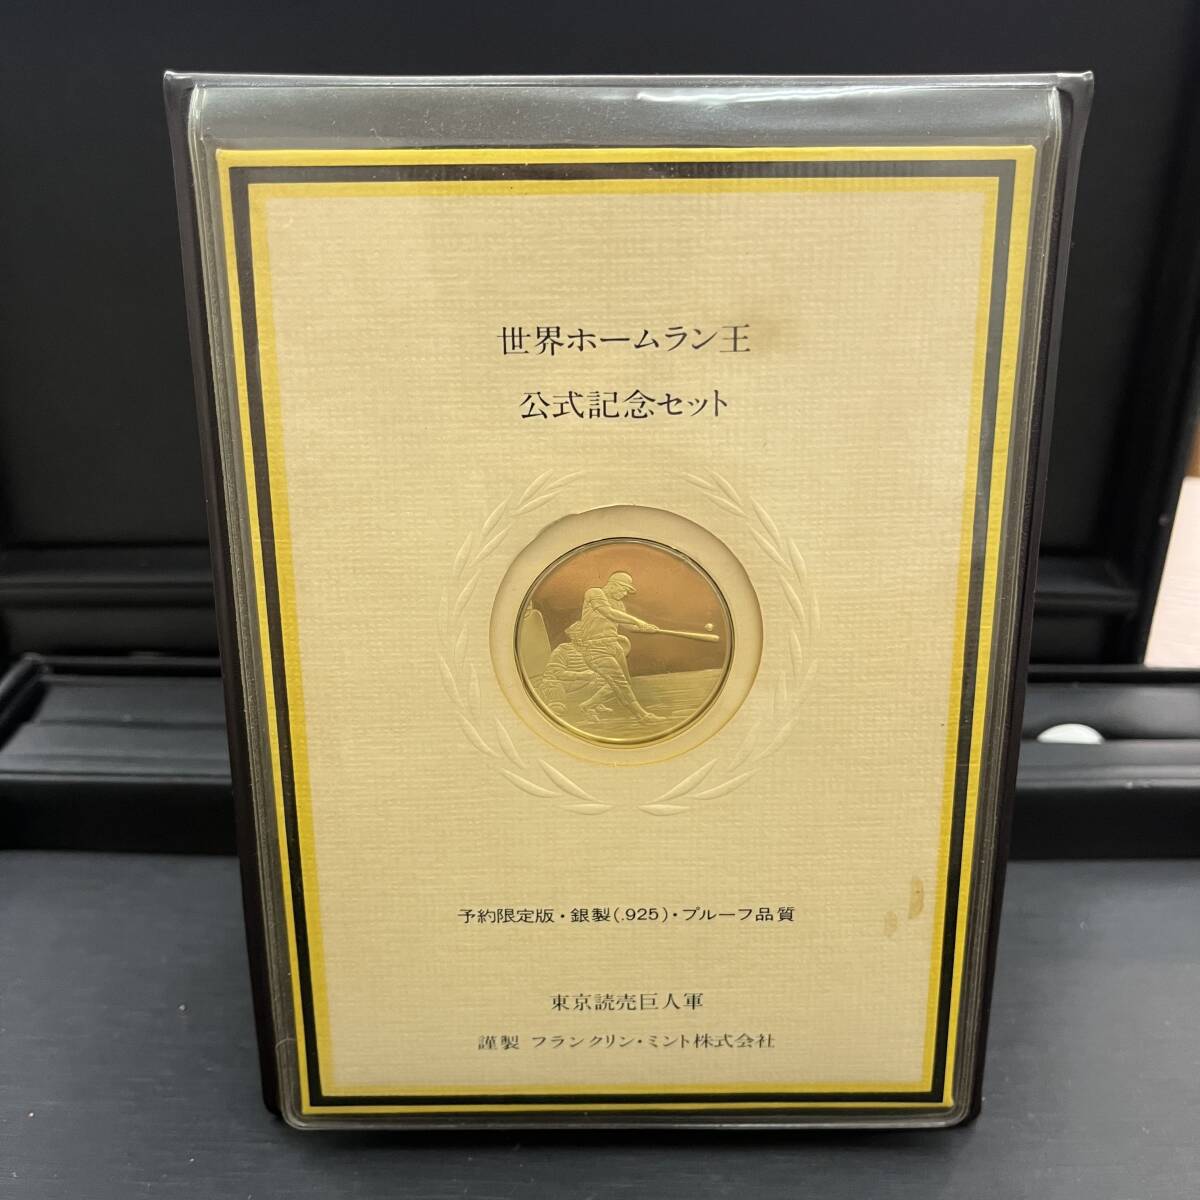 世界ホームラン王
公式記念セット
予約限定版・銀製(.925)・プルーフ品質
東京読売巨人軍
謹製 フランクリン・ミント株式会社